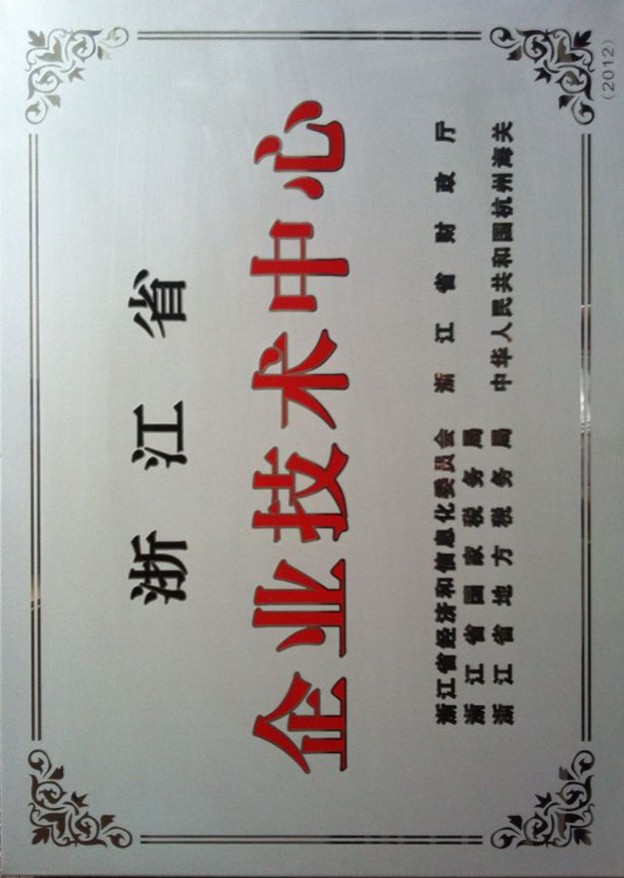 浙江省
企业技术中心
浙江省经济和信息化委员会 浙江省财政厅
浙江省国家税务局
浙江省地方税务局 中华人民共和国杭州海关
(2012)